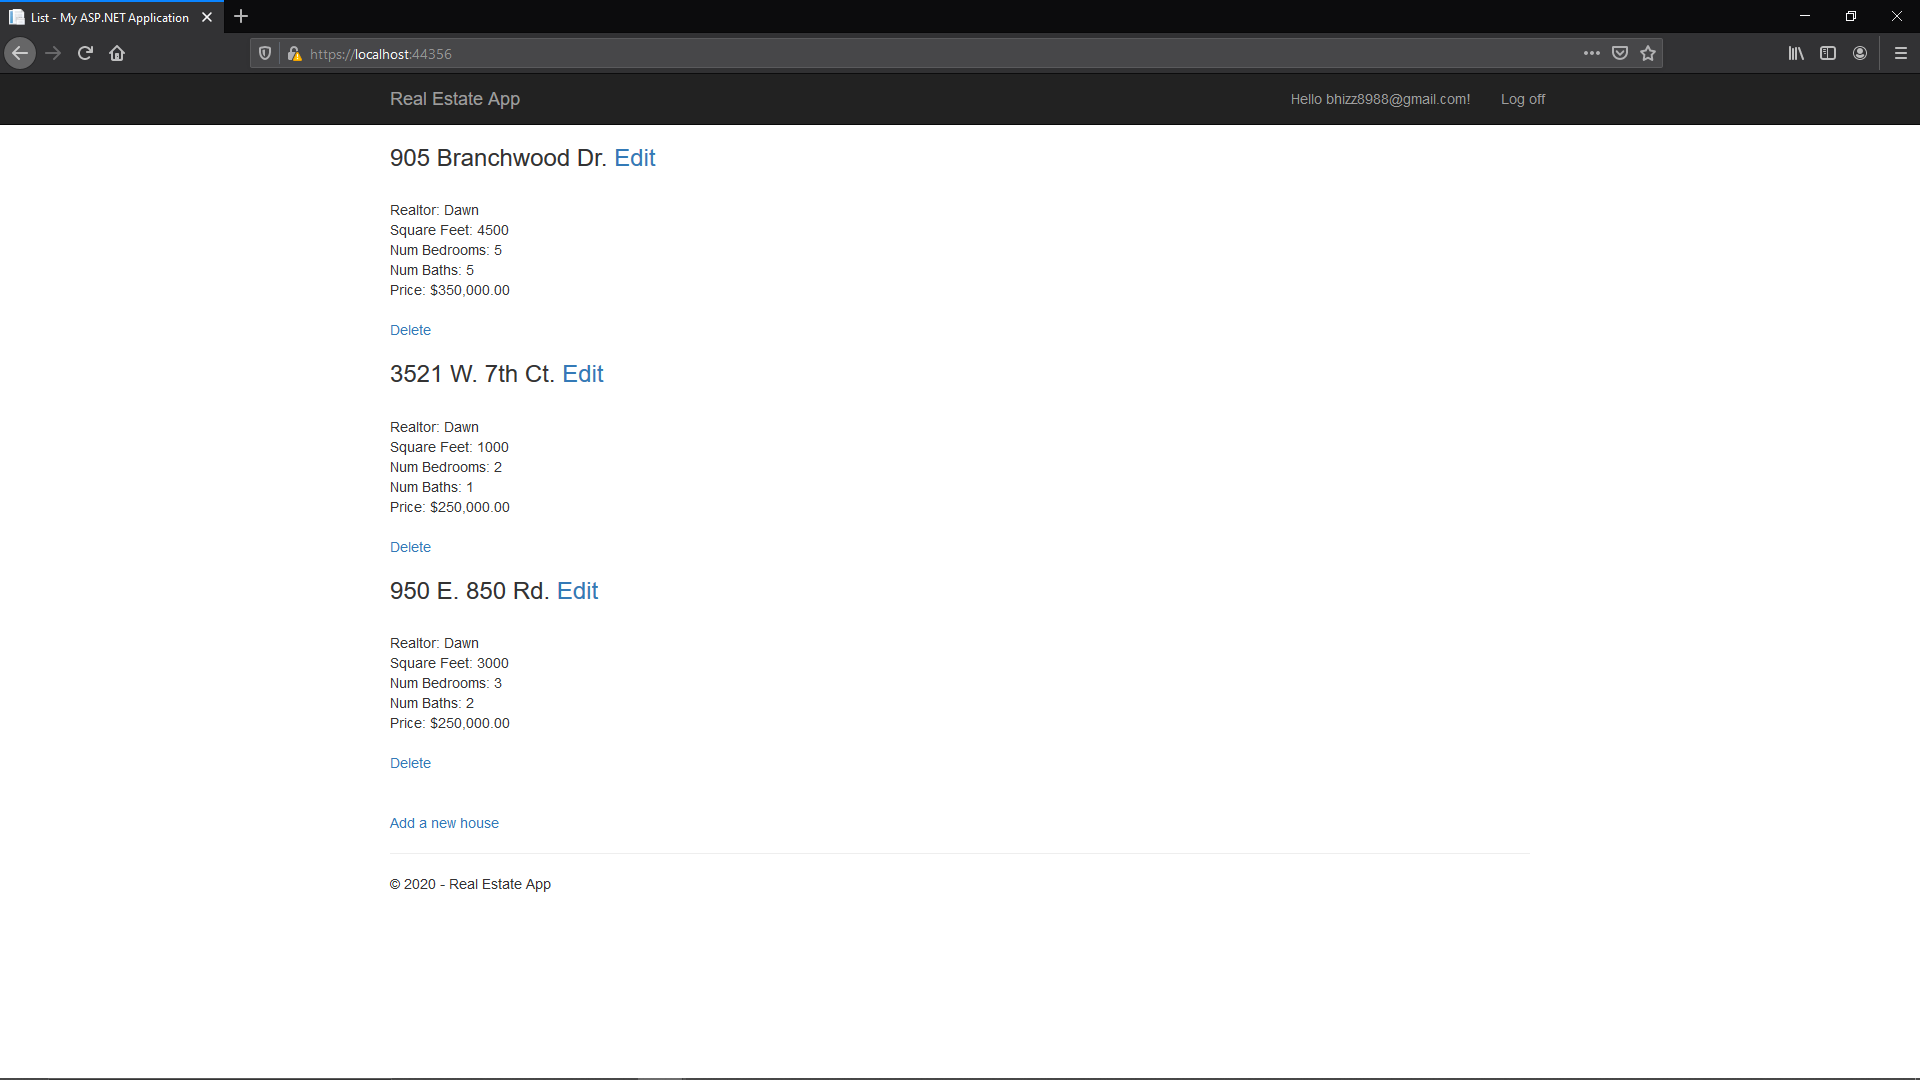 List - My ASP.NET Application
https://localhost:44356
Real Estate App
Hello bhizz8988@gmail.com!
Log off
905 Branchwood Dr. Edit
Realtor: Dawn
Square Feet: 4500
Num Bedrooms: 5
Num Baths: 5
Price: $350,000.00
Delete
3521 W. 7th Ct. Edit
Realtor: Dawn
Square Feet: 1000
Num Bedrooms: 2
Num Baths: 1
Price: $250,000.00
Delete
950 E. 850 Rd. Edit
Realtor: Dawn
Square Feet: 3000
Num Bedrooms: 3
Num Baths: 2
Price: $250,000.00
Delete
Add a new house
© 2020 - Real Estate App